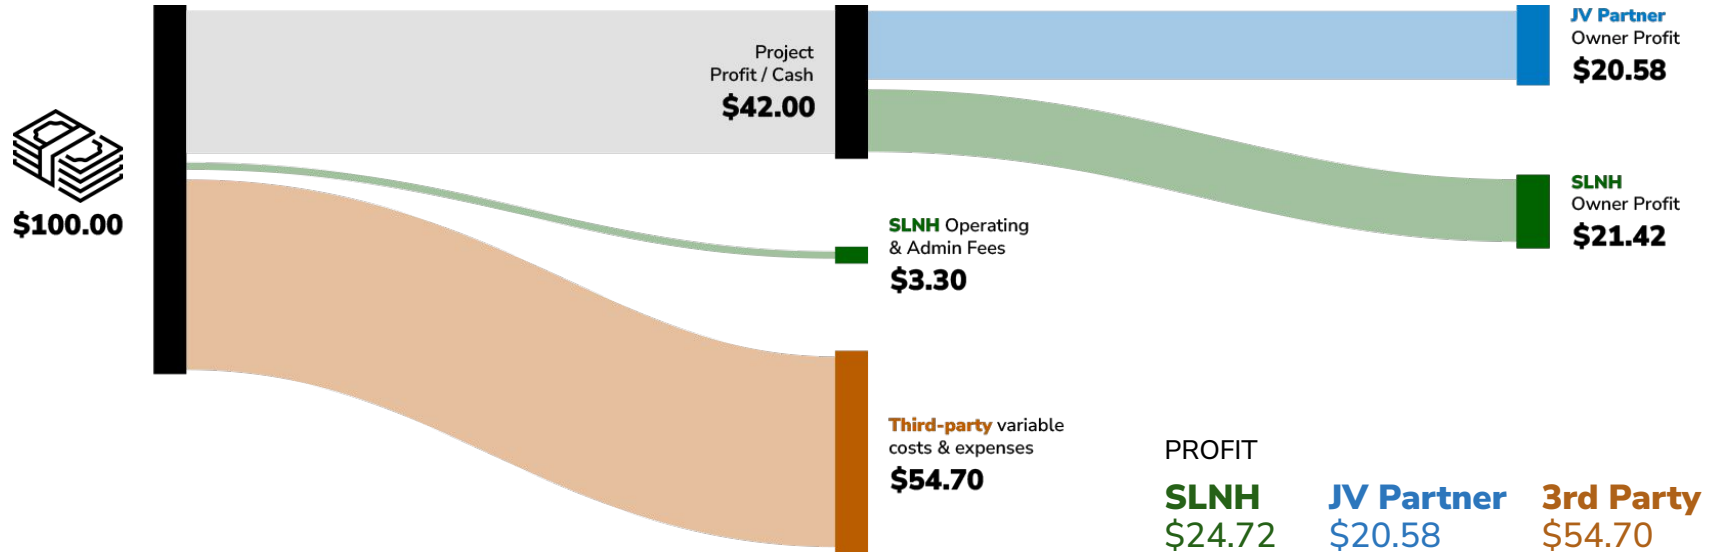 $100.00
Project
Profit / Cash
$42.00
SLNH Operating
& Admin Fees
$3.30
Third-party variable
costs & expenses
$54.70
JV Partner
Owner Profit
$20.58
SLNH
Owner Profit
$21.42
PROFIT
SLNH JV Partner 3rd Party
$24.72 $20.58 $54.70